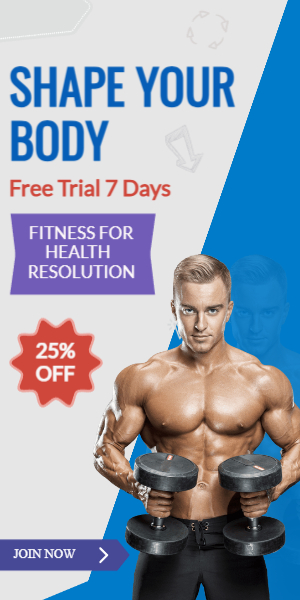 SHAPE YOUR
BODY
Free Trial 7 Days
FITNESS FOR
HEALTH
RESOLUTION
25%
OFF
JOIN NOW